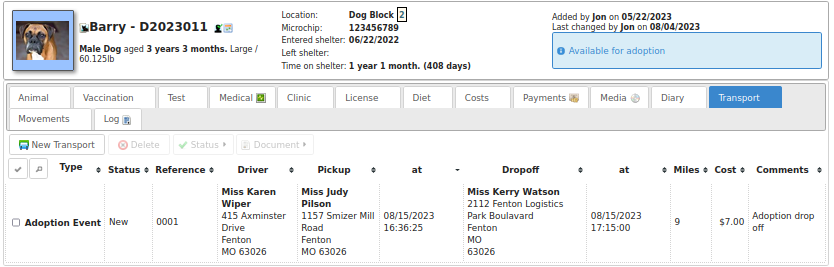 Barry - D2023011
Male Dog aged 3 years 3 months. Large /
60.125lb
Location: Dog Block 2
Microchip: 123456789
Entered shelter: 06/22/2022
Left shelter:
Time on shelter: 1 year 1 month. (408 days)
Added by Jon on 05/22/2023
Last changed by Jon on 08/04/2023
Available for adoption
Animal Vaccination Test Medical Clinic License Diet Costs Payments Media Diary Transport
Movements Log
New Transport Delete Status Document
Type Status Reference Driver Pickup at Dropoff at Miles Cost Comments
Adoption Event
New
0001
Miss Karen
Wiper
415 Axminster
Drive
Fenton
MO 63026
Miss Judy
Pilson
1157 Smizer Mill
Road
Fenton
MO 63026
08/15/2023
16:36:25
Miss Kerry Watson
2112 Fenton Logistics
Park Boulavard
Fenton
MO
63026
08/15/2023
17:15:00
9
$7.00
Adoption drop
off